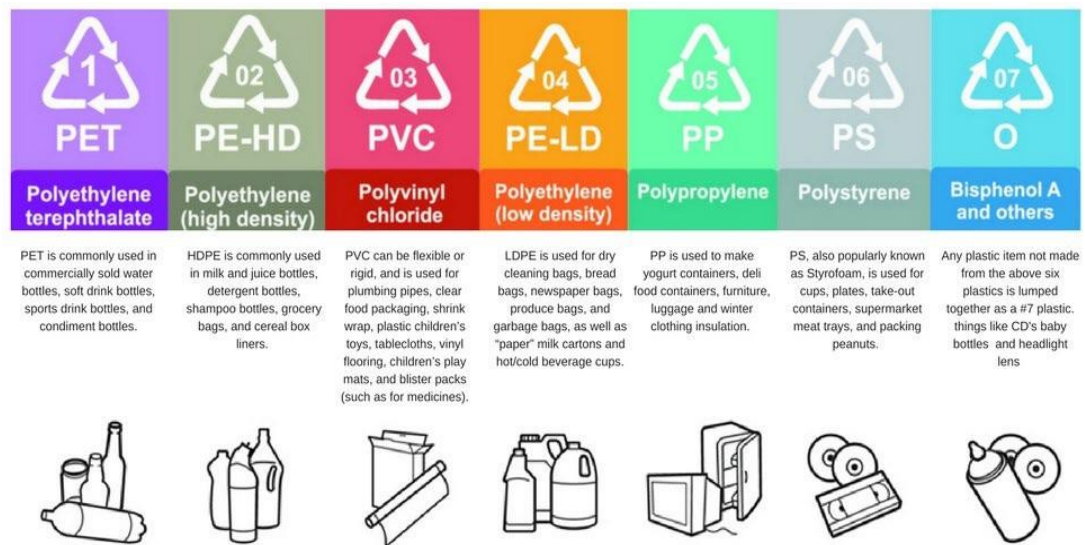 1
PET
Polyethylene
terephthalate
PET is commonly used in
commercially sold water
bottles, soft drink bottles,
sports drink bottles, and
condiment bottles.
02
PE-HD
Polyethylene
(high density)
HDPE is commonly used
in milk and juice bottles,
detergent bottles,
shampoo bottles, grocery
bags, and cereal box
liners.
03
PVC
Polyvinyl
chloride
PVC can be flexible or
rigid, and is used for
plumbing pipes, clear
food packaging, shrink
wrap, plastic children's
toys, tablecloths, vinyl
flooring, children's play
mats, and blister packs
(such as for medicines).
04
PE-LD
Polyethylene
(low density)
LDPE is used for dry
cleaning bags, bread
bags, newspaper bags,
produce bags, and
garbage bags, as well as
“paper” milk cartons and
hot/cold beverage cups.
05
PP
Polypropylene
PP is used to make
yogurt containers, deli
food containers, furniture,
luggage and winter
clothing insulation.
06
PS
Polystyrene
PS, also popularly known
as Styrofoam, is used for
cups, plates, take-out
containers, supermarket
meat trays, and packing
peanuts.
07
O
Bisphenol A
and others
Any plastic item not made
from the above six
plastics is lumped
together as a #7 plastic.
things like CD's baby
bottles and headlight
lens